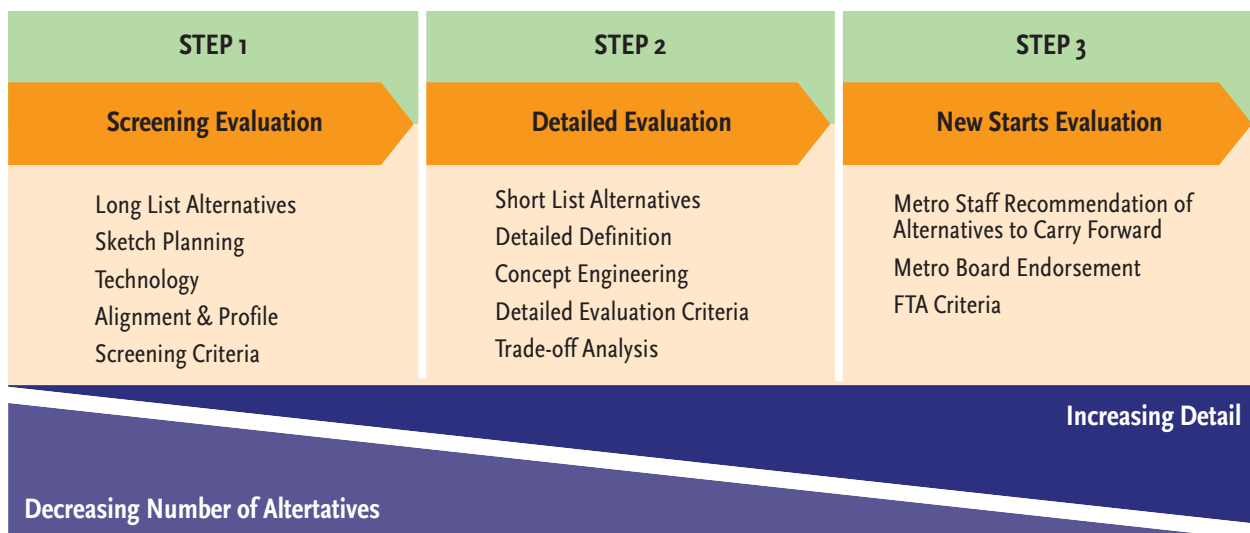 STEP 1
Screening Evaluation
Long List Alternatives
Sketch Planning
Technology
Alignment & Profile
Screening Criteria
STEP 2
Detailed Evaluation
Short List Alternatives
Detailed Definition
Concept Engineering
Detailed Evaluation Criteria
Trade-off Analysis
STEP 3
New Starts Evaluation
Metro Staff Recommendation of
Alternatives to Carry Forward
Metro Board Endorsement
FTA Criteria
Increasing Detail
Decreasing Number of Altertatives